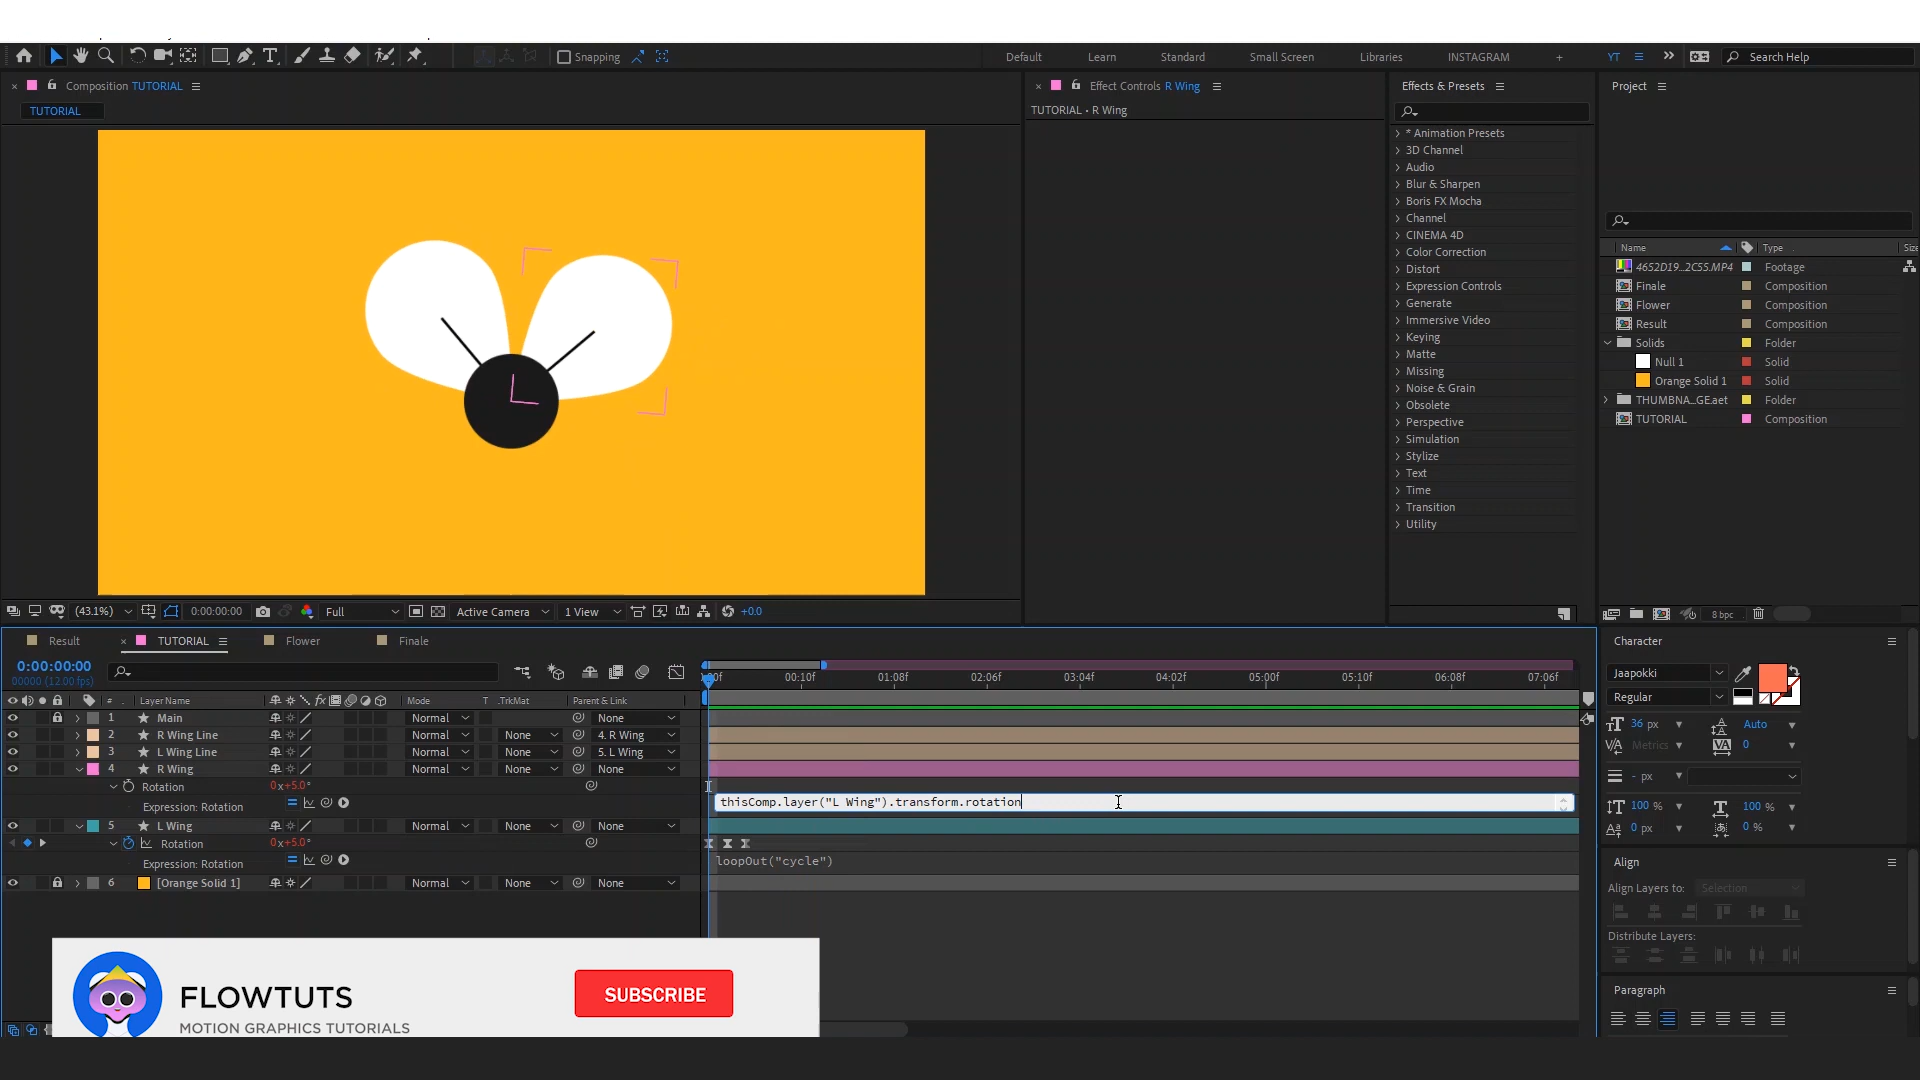 Snapping
Default
Learn
Standard
Small Screen
Libraries
INSTAGRAM
YT
Search Help
Composition TUTORIAL
TUTORIAL
Effect Controls R Wing
TUTORIAL • R Wing
Effects & Presets
* Animation Presets
3D Channel
Audio
Blur & Sharpen
Boris FX Mocha
Channel
CINEMA 4D
Color Correction
Distort
Expression Controls
Generate
Immersive Video
Keying
Matte
Missing
Noise & Grain
Obsolete
Perspective
Simulation
Stylize
Text
Time
Transition
Utility
Project
Name Type Size
4652D19...2C55.MP4 Footage
Finale Composition
Flower Composition
Result Composition
Solids Folder
Null 1 Solid
Orange Solid 1 Solid
THUMBNA...GE.aet Folder
TUTORIAL Composition
(43.1%) 0:00:00:00 Full Active Camera 1 View +0.0
8 bpc
Result
TUTORIAL
Flower
Finale
0:00:00:00
00000 (12.00 fps)
:00f 00:10f 01:08f 02:06f 03:04f 04:02f 05:00f 05:10f 06:08f 07:06f
# Layer Name fx Mode T .TrkMat Parent & Link
1 Main Normal None
2 R Wing Line Normal None 4. R Wing
3 L Wing Line Normal None 5. L Wing
4 R Wing Normal None None
Rotation 0x+5.0°
Expression: Rotation
thisComp.layer("L Wing").transform.rotation
5 L Wing Normal None None
Rotation 0x+5.0°
Expression: Rotation
loopOut("cycle")
6 [Orange Solid 1] Normal None None
FLOWTUTS
MOTION GRAPHICS TUTORIALS
SUBSCRIBE
Character
Jaapokki
Regular
36 px Auto
Metrics 0
- px
100 % 100 %
0 px 0 %
Align
Align Layers to: Selection
Distribute Layers:
Paragraph